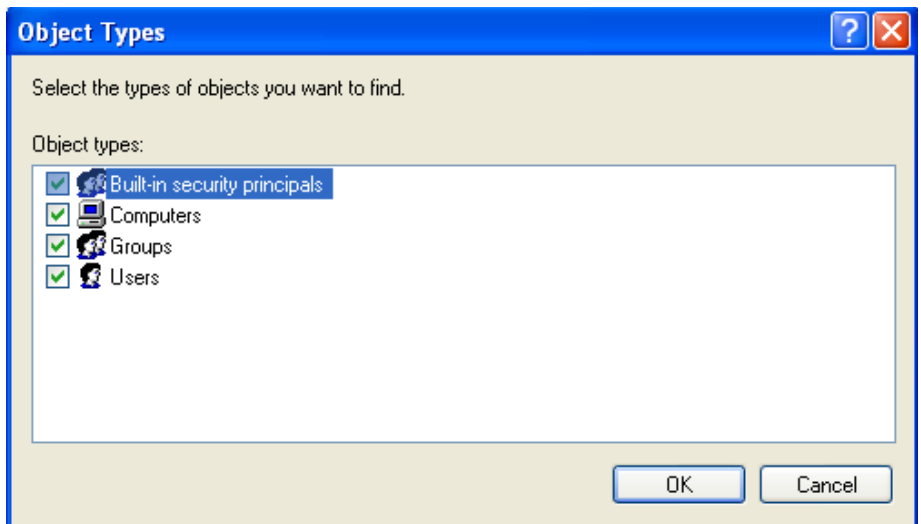 Object Types
Select the types of objects you want to find.
Object types:
Built-in security principals
Computers
Groups
Users
OK Cancel